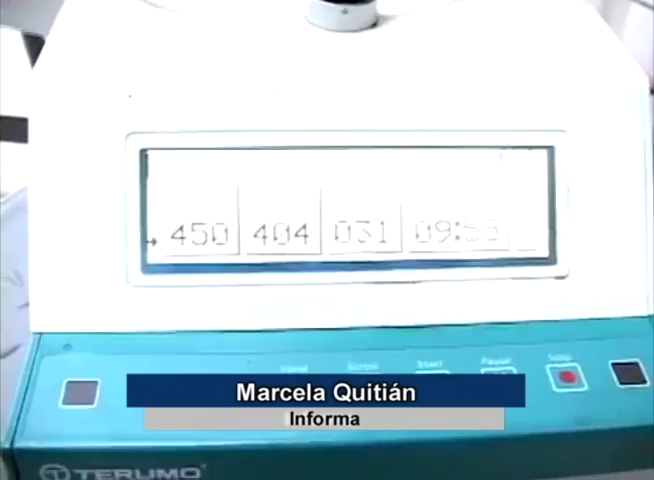 → 450 404 031 09:55
Start Pause Stop
Marcela Quitián
Informa
TERUMO